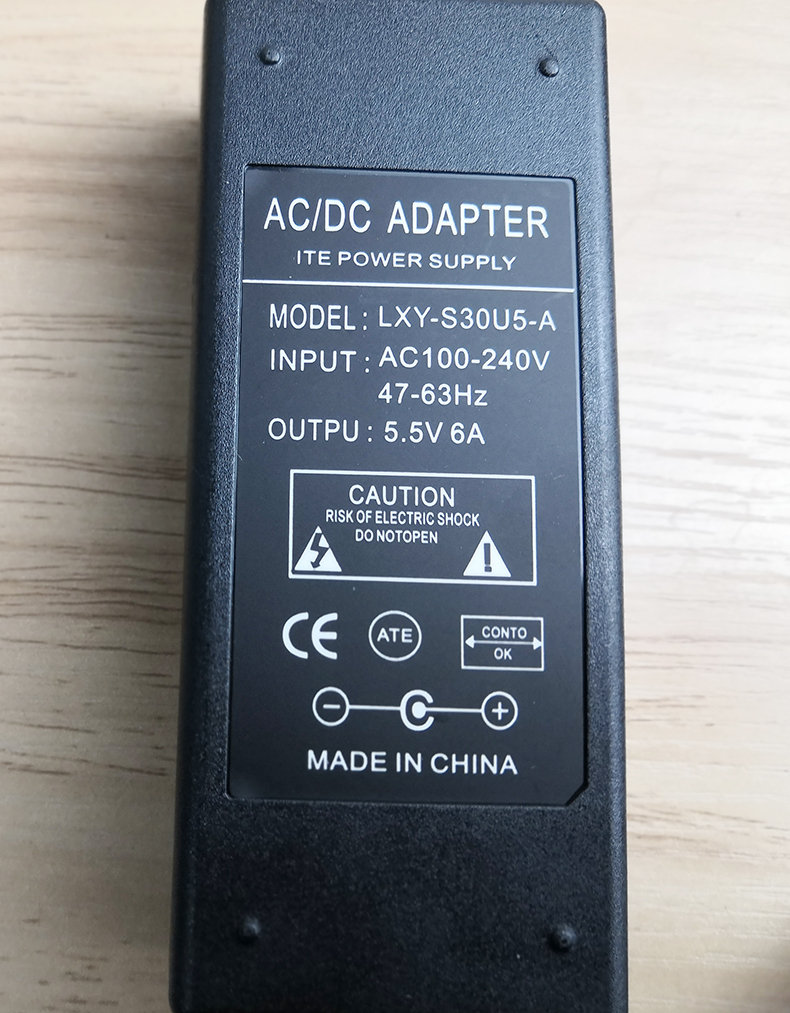 AC/DC ADAPTER
ITE POWER SUPPLY
MODEL: LXY-S30U5-A
INPUT: AC100-240V
47-63Hz
OUTPU: 5.5V 6A
CAUTION
RISK OF ELECTRIC SHOCK
DO NOTOPEN
CE ATE CONTO
OK
MADE IN CHINA